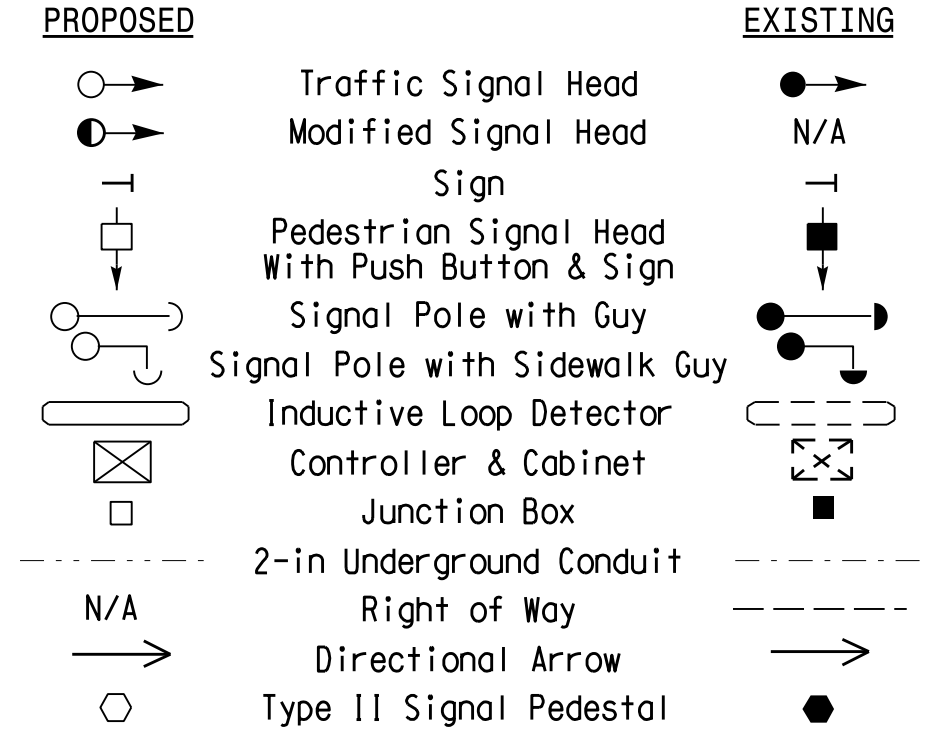 PROPOSED EXISTING
Traffic Signal Head
Modified Signal Head N/A
Sign
Pedestrian Signal Head
With Push Button & Sign
Signal Pole with Guy
Signal Pole with Sidewalk Guy
Inductive Loop Detector
Controller & Cabinet
Junction Box
2-in Underground Conduit
N/A Right of Way
Directional Arrow
Type II Signal Pedestal